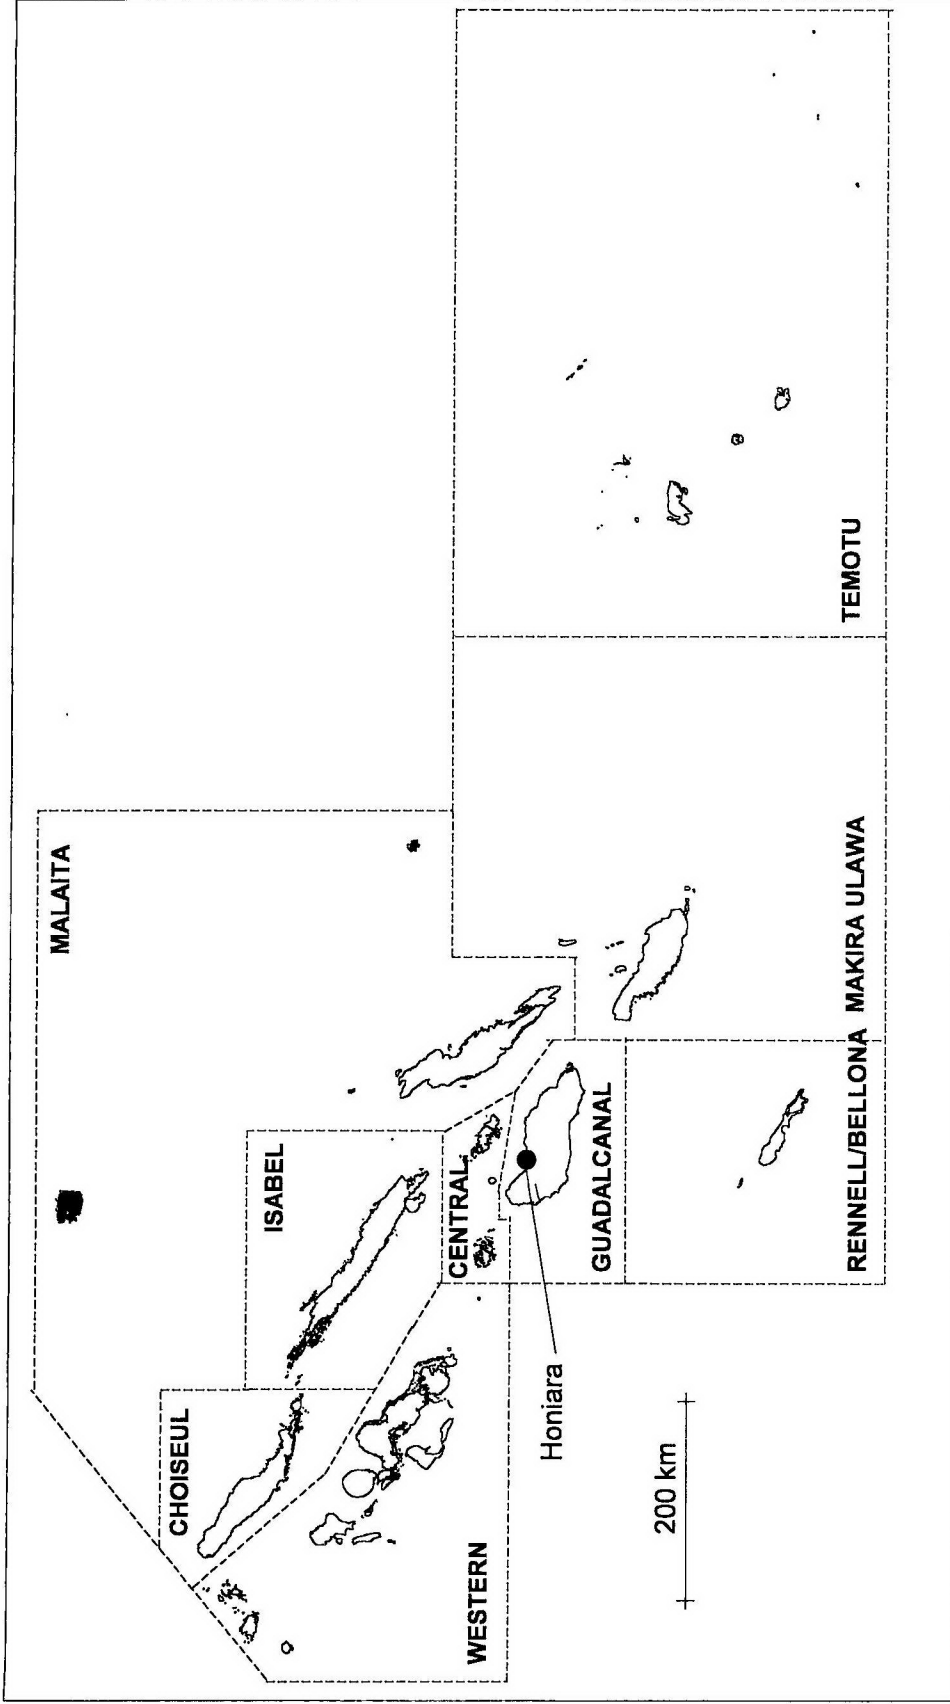 MALAITA
ISABEL
CHOISEUL
CENTRAL
WESTERN
GUADALCANAL
Honiara
TEMOTU
RENNELL/BELLONA
MAKIRA ULAWA
200 km